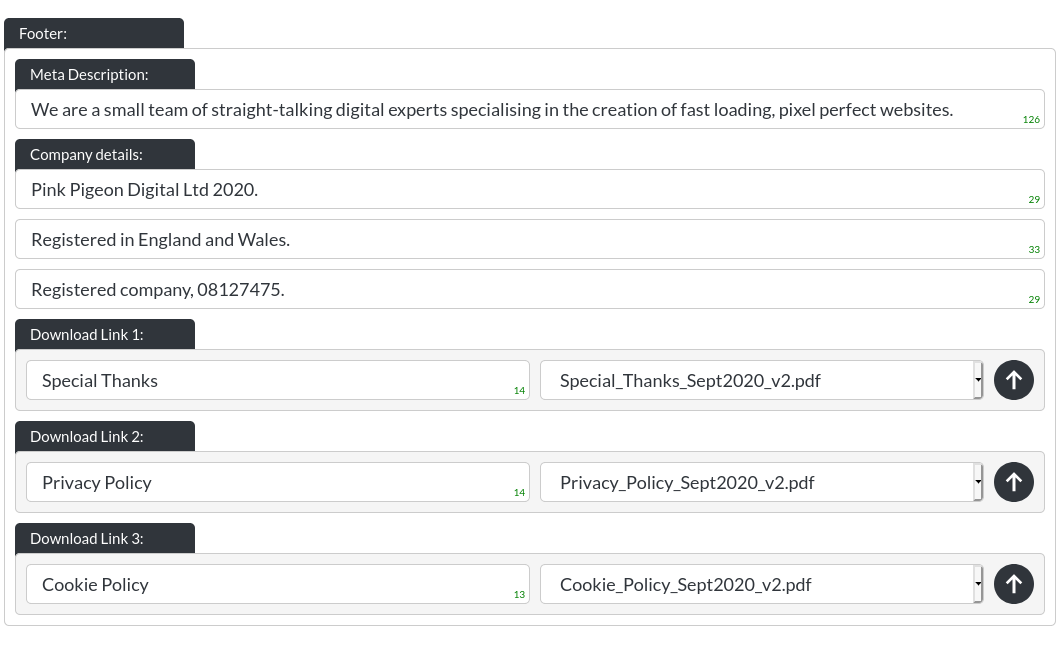 Footer:
Meta Description:
We are a small team of straight-talking digital experts specialising in the creation of fast loading, pixel perfect websites.
126
Company details:
Pink Pigeon Digital Ltd 2020.
29
Registered in England and Wales.
33
Registered company, 08127475.
29
Download Link 1:
Special Thanks
14
Special_Thanks_Sept2020_v2.pdf
Download Link 2:
Privacy Policy
14
Privacy_Policy_Sept2020_v2.pdf
Download Link 3:
Cookie Policy
13
Cookie_Policy_Sept2020_v2.pdf